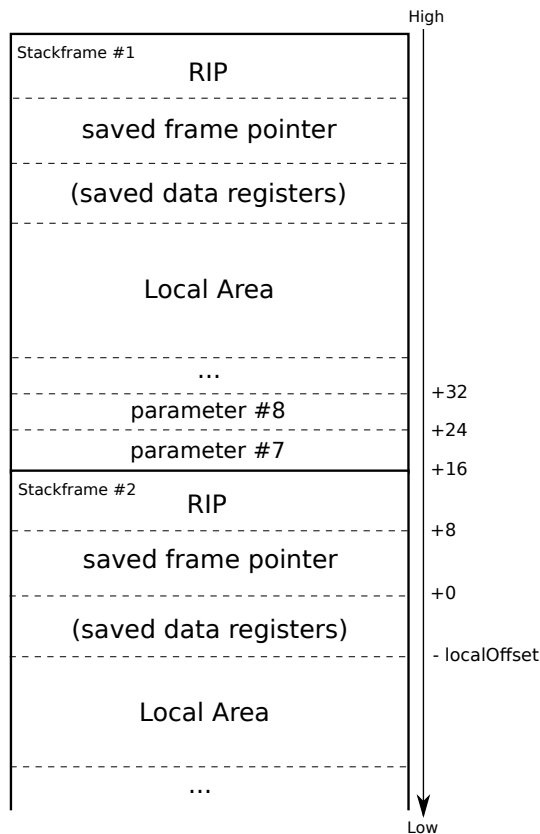 High
Stackframe #1
RIP
saved frame pointer
(saved data registers)
Local Area
...
+32
parameter #8
+24
parameter #7
+16
Stackframe #2
RIP
+8
saved frame pointer
+0
(saved data registers)
- localOffset
Local Area
...
Low